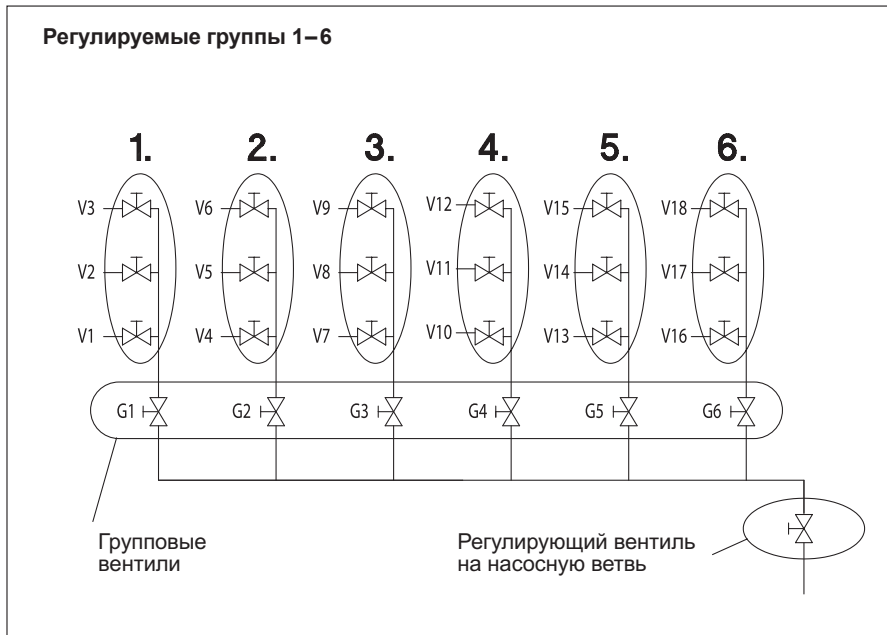 Регулируемые группы 1–6
1. 2. 3. 4. 5. 6.
V3 V6 V9 V12 V15 V18
V2 V5 V8 V11 V14 V17
V1 V4 V7 V10 V13 V16
G1 G2 G3 G4 G5 G6
Групповые
вентили
Регулирующий вентиль
на насосную ветвь